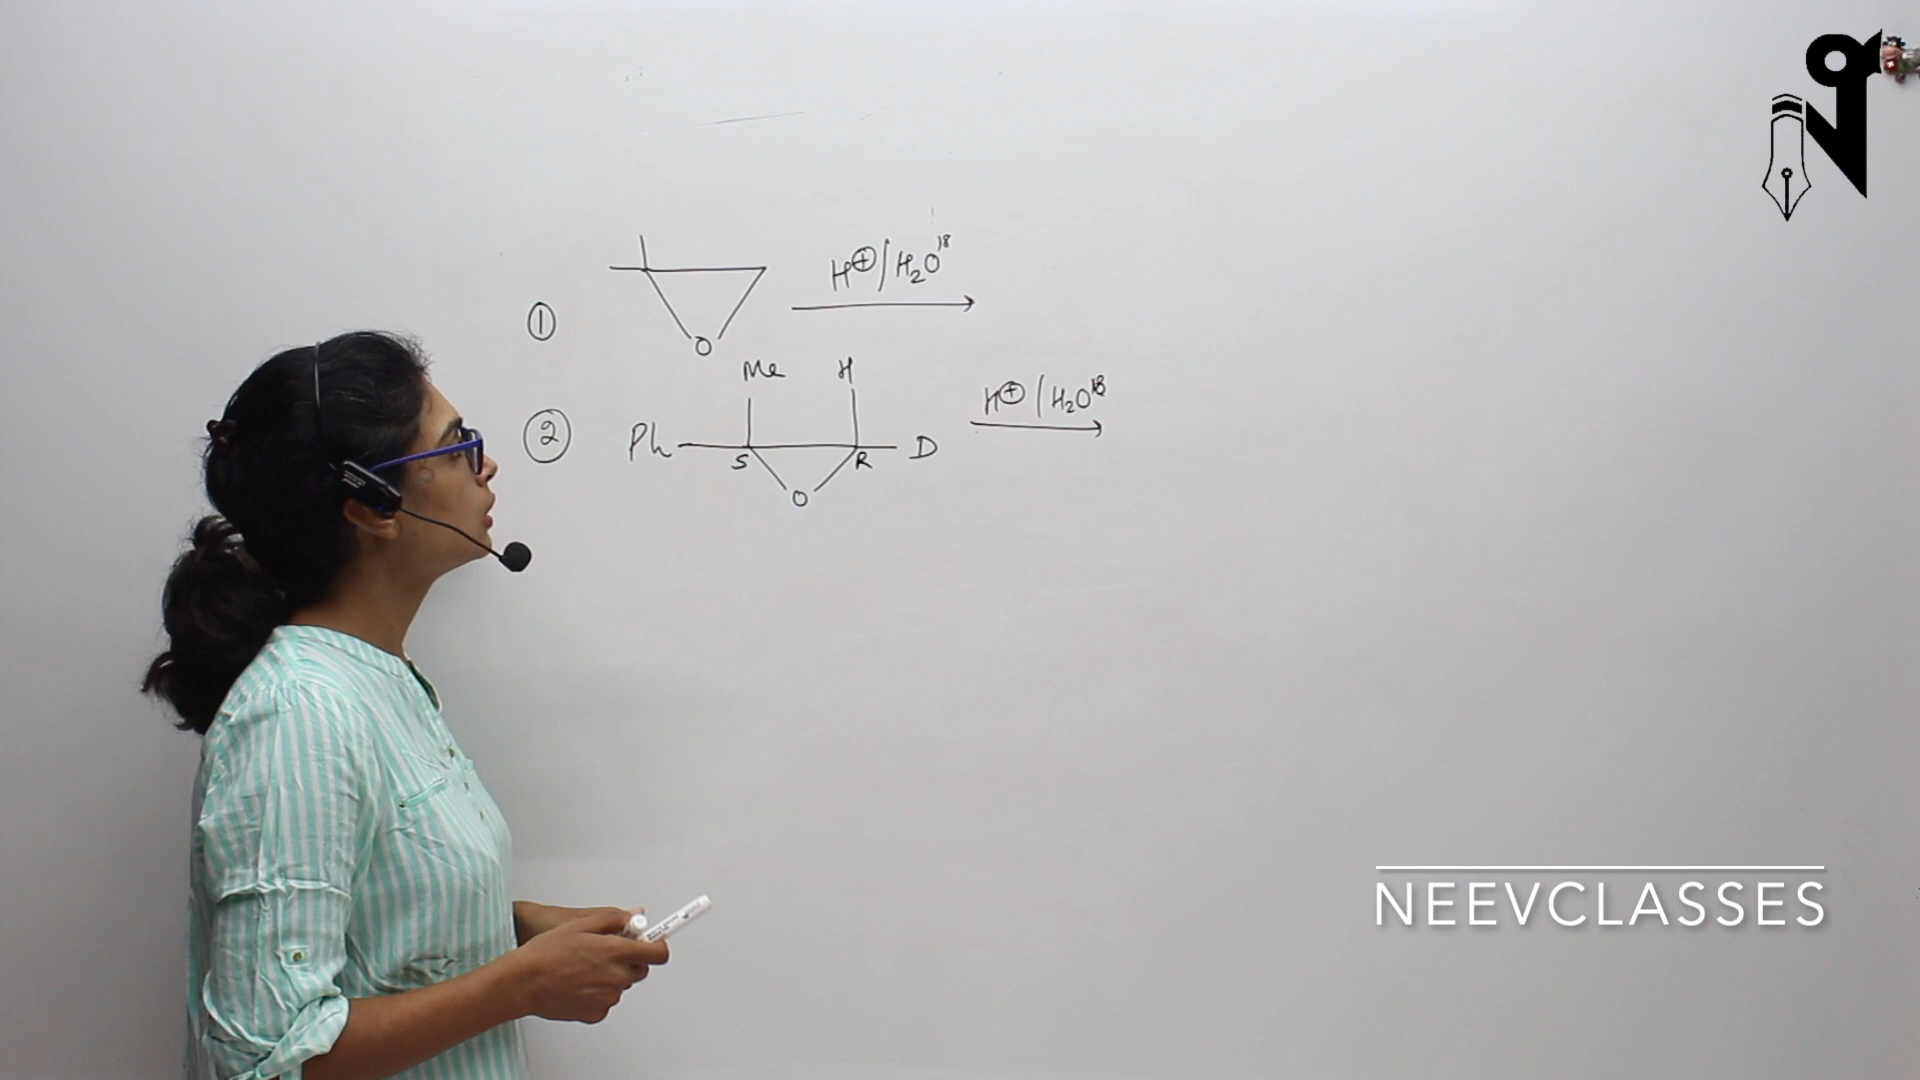 ① O H⊕/H₂O¹⁸
② Ph Me H S R D O H⊕/H₂O¹⁸
NEEVCLASSES